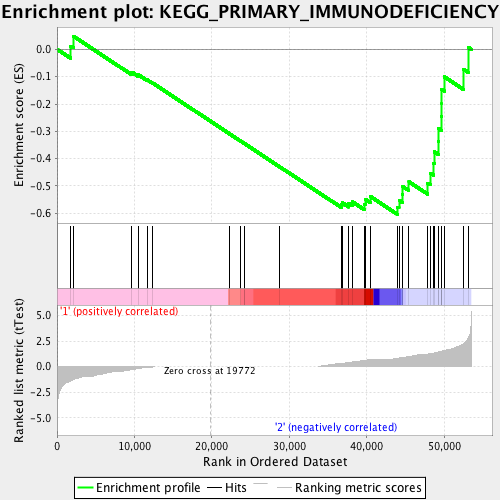 Enrichment plot: KEGG_PRIMARY_IMMUNODEFICIENCY
Enrichment score (ES)
0.0
-0.1
-0.2
-0.3
-0.4
-0.5
-0.6
'1' (positively correlated)
Ranked list metric (tTest)
5.0
2.5
0.0
-2.5
-5.0
Zero cross at 19772
'2' (negatively correlated)
0 10,000 20,000 30,000 40,000 50,000
Rank in Ordered Dataset
Enrichment profile Hits Ranking metric scores